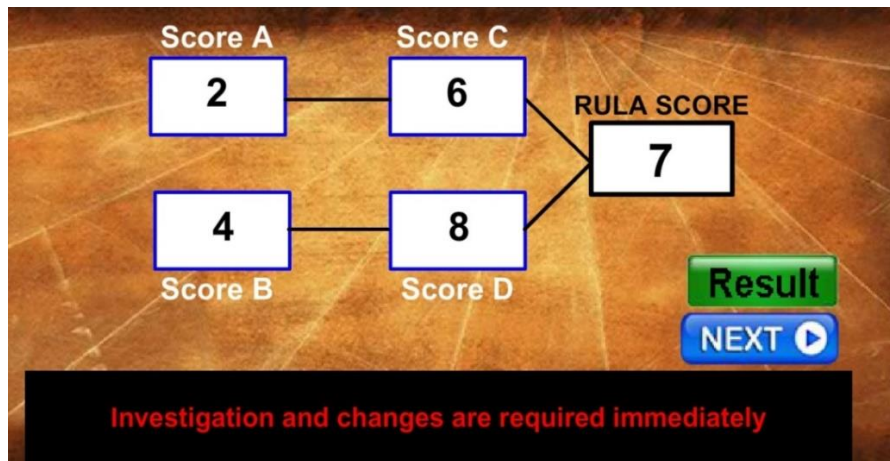 Score A
Score C
2
6
RULA SCORE
7
4
8
Score B
Score D
Result
NEXT
Investigation and changes are required immediately